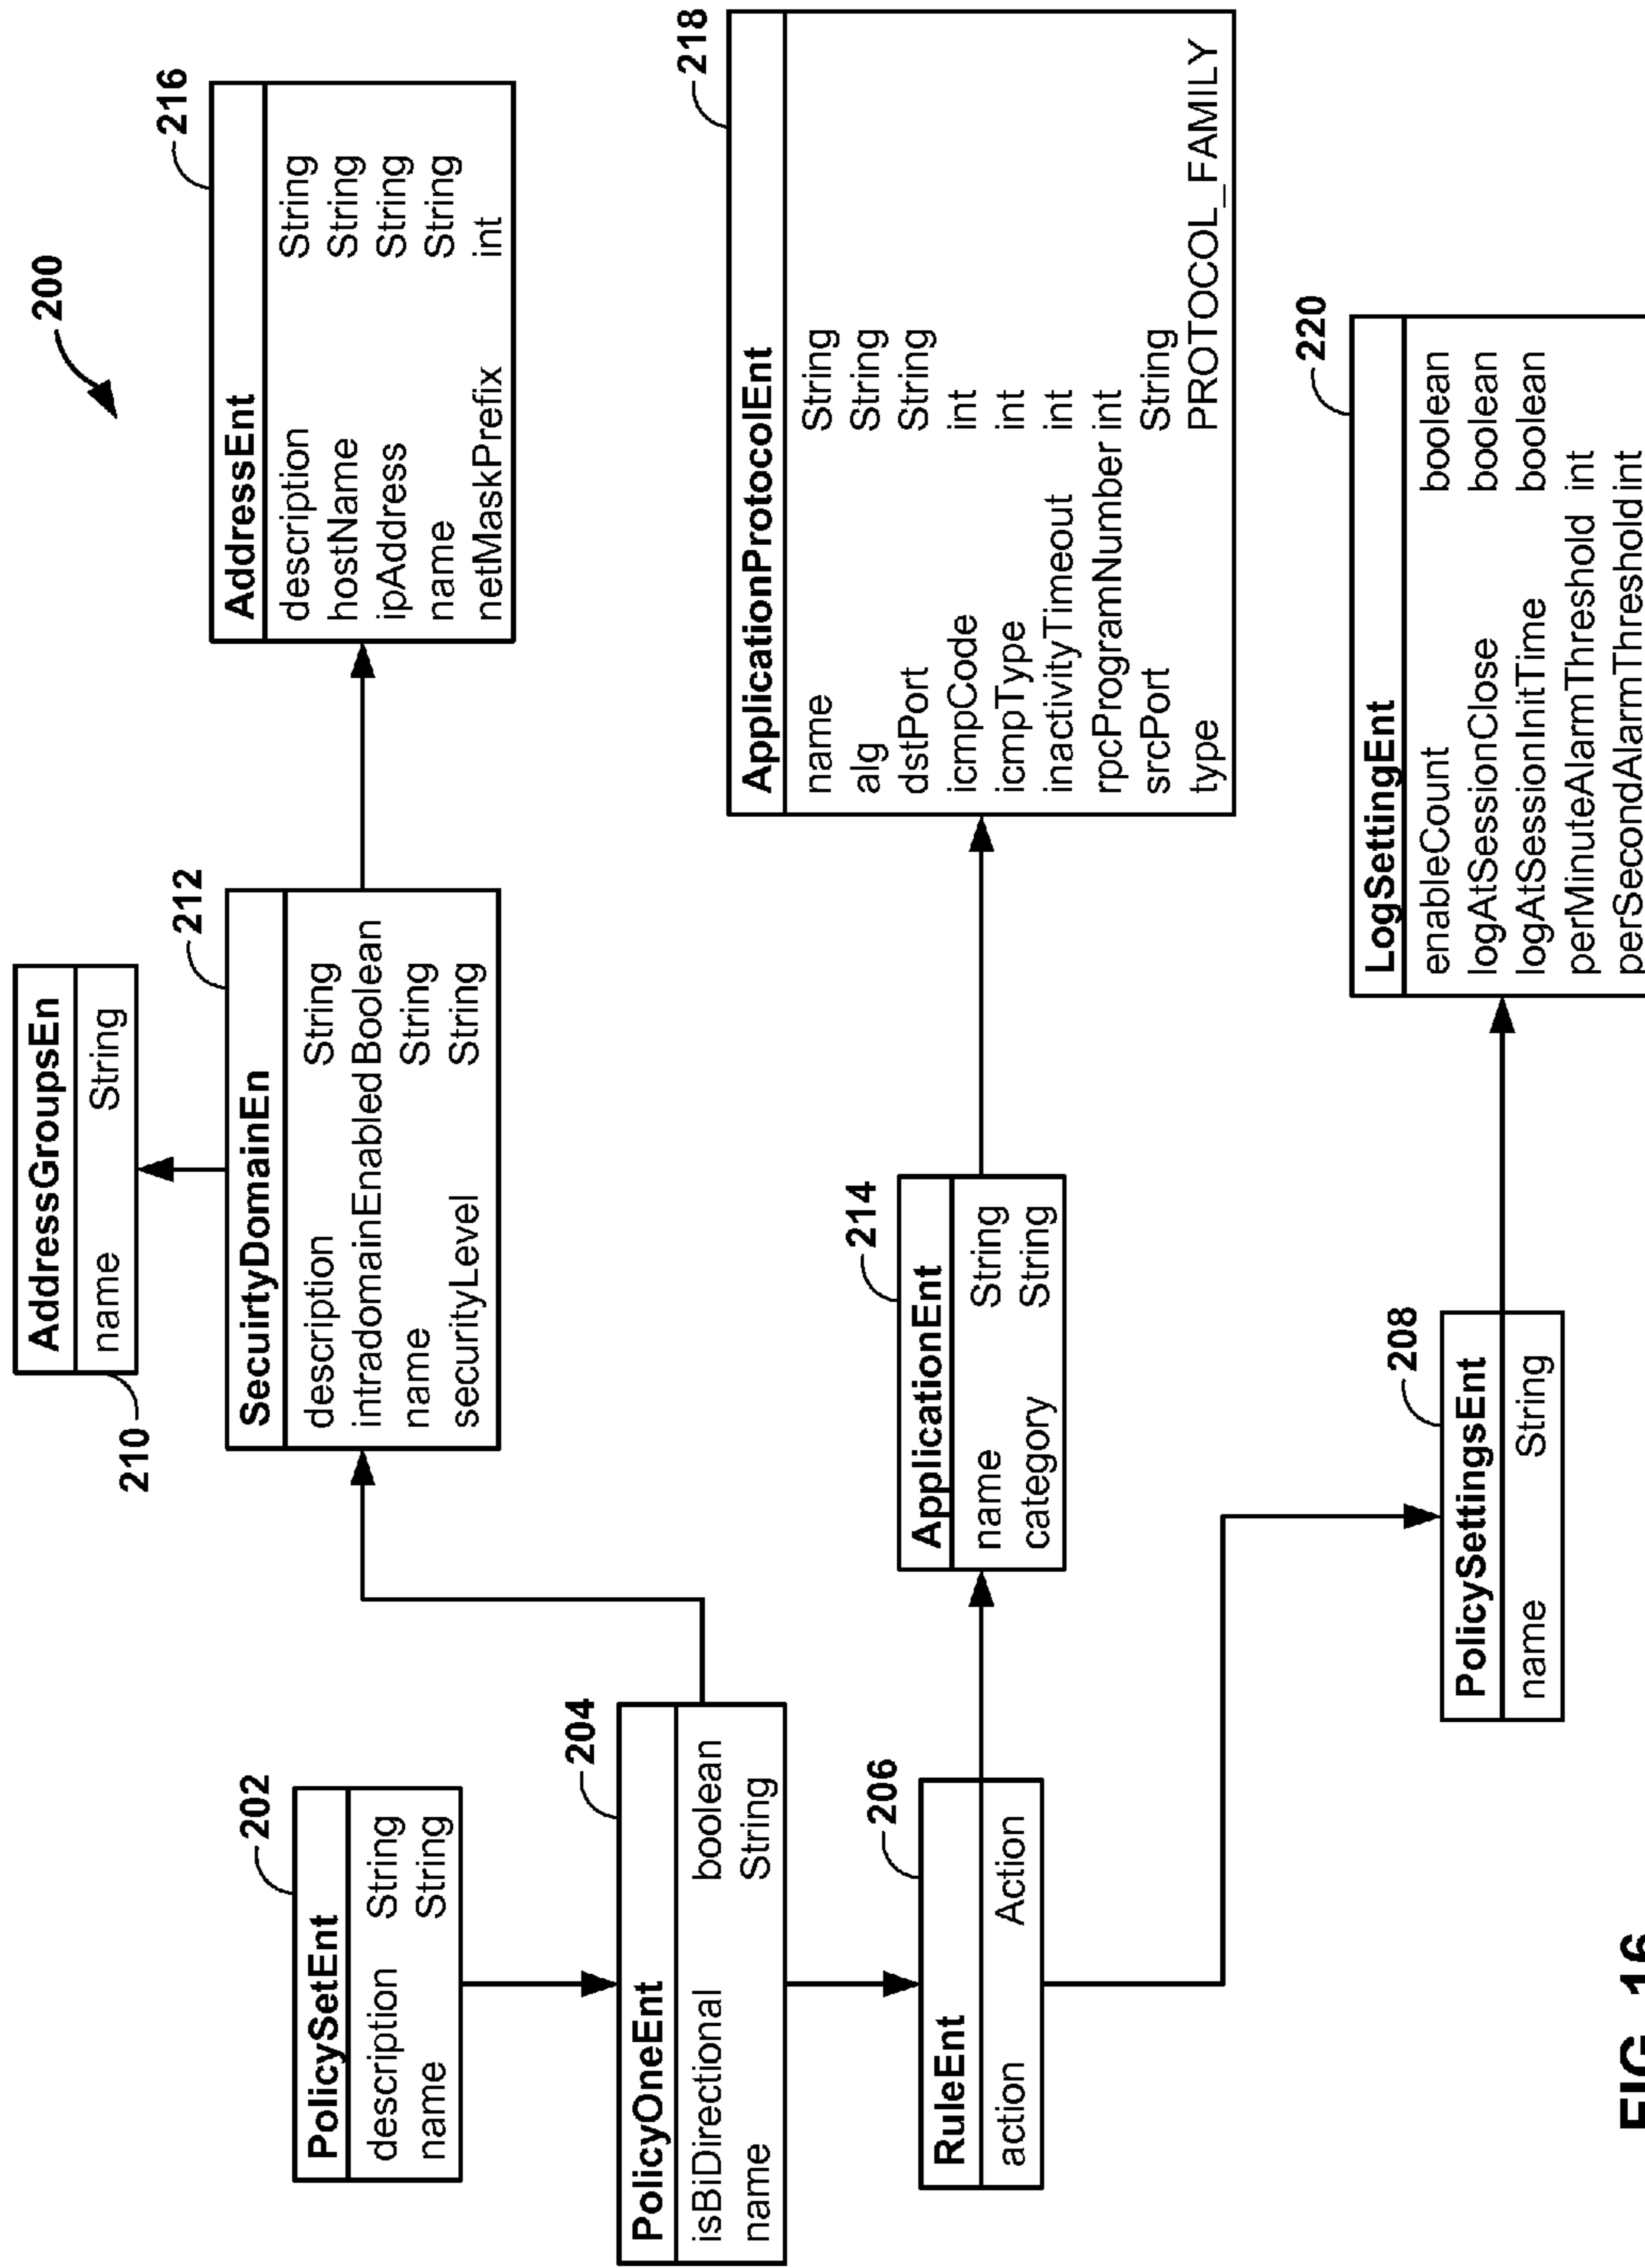 200
210
AddressGroupsEn
name String
202
PolicySetEnt
description String
name String
212
SecuirtyDomainEn
description String
intradomainEnabled Boolean
name String
securityLevel String
216
AddressEnt
description String
hostName String
ipAddress String
name String
netMaskPrefix int
204
PolicyOneEnt
isBiDirectional boolean
name String
206
RuleEnt
action Action
214
ApplicationEnt
name String
category String
218
ApplicationProtocolEnt
name String
alg String
dstPort String
icmpCode int
icmpType int
inactivityTimeout int
rpcProgramNumber int
srcPort String
type PROTOCOL_FAMILY
208
PolicySettingsEnt
name String
220
LogSettingEnt
enableCount boolean
logAtSessionClose boolean
logAtSessionInitTime boolean
perMinuteAlarmThreshold int
perSecondAlarmThreshold int
FIG. 16